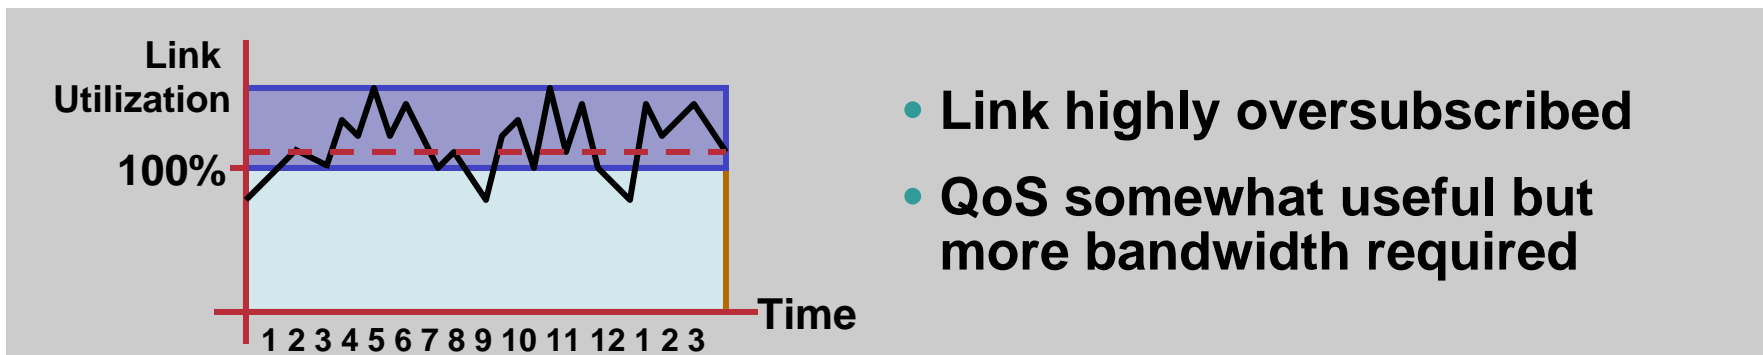 Link
Utilization
100%
Time
1 2 3 4 5 6 7 8 9 10 11 12 1 2 3
• Link highly oversubscribed
• QoS somewhat useful but
more bandwidth required